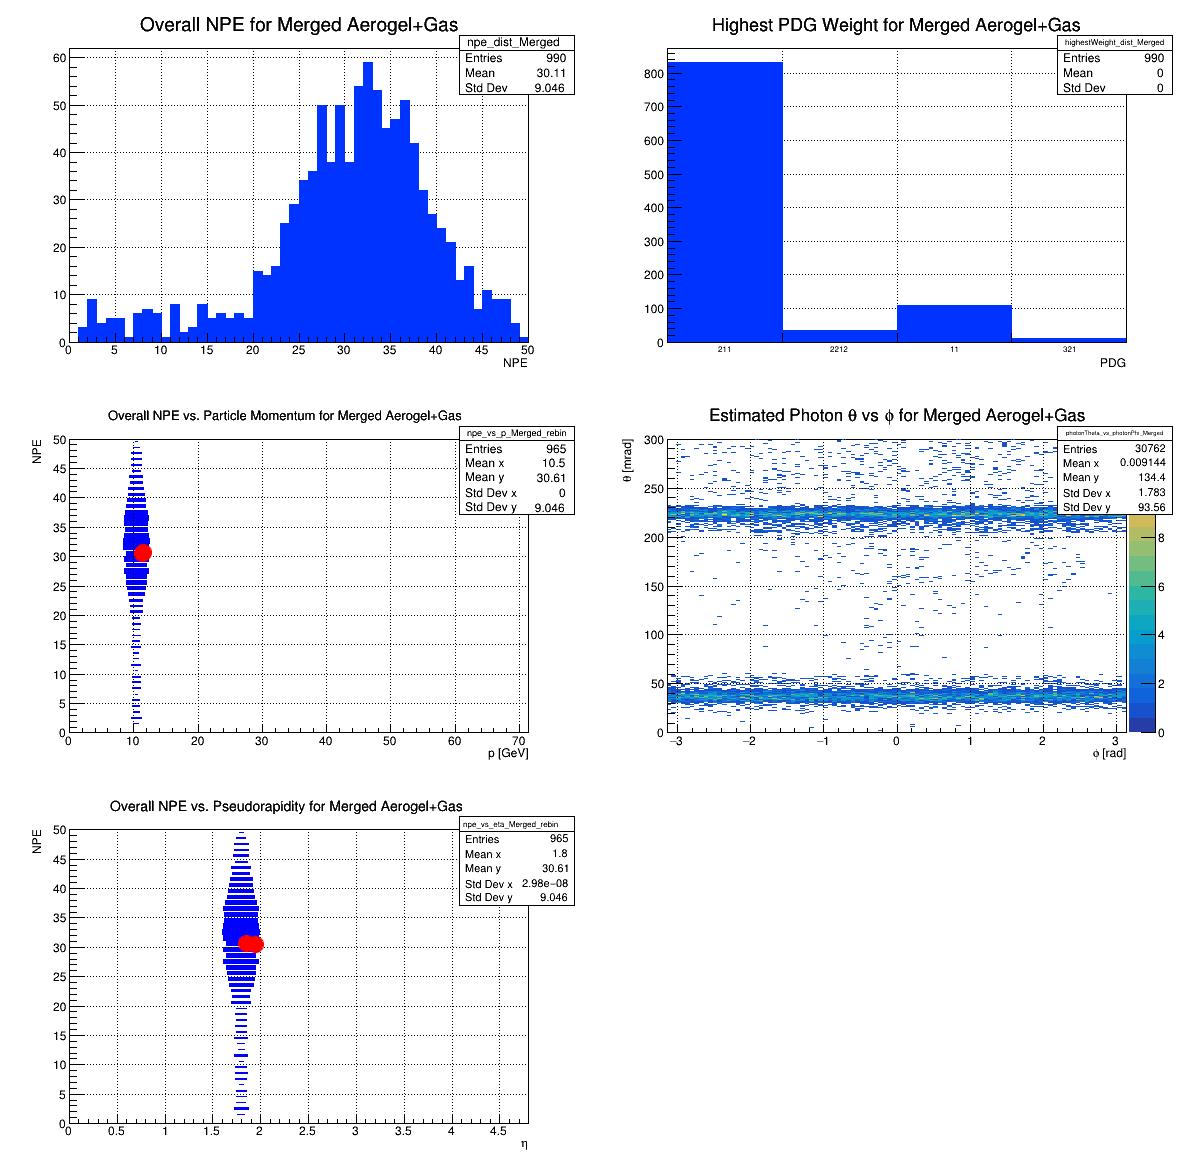 Overall NPE for Merged Aerogel+Gas
npe_dist_Merged
Entries 990
Mean 30.11
Std Dev 9.046
60
50
40
30
20
10
0
0 5 10 15 20 25 30 35 40 45 50
NPE
Highest PDG Weight for Merged Aerogel+Gas
highestWeight_dist_Merged
Entries 990
Mean 0
Std Dev 0
800
700
600
500
400
300
200
100
0
211 2212 11 321
PDG
Overall NPE vs. Particle Momentum for Merged Aerogel+Gas
npe_vs_p_Merged_rebin
Entries 965
Mean x 10.5
Mean y 30.61
Std Dev x 0
Std Dev y 9.046
NPE
50
45
40
35
30
25
20
15
10
5
0
0 10 20 30 40 50 60 70
p [GeV]
Estimated Photon θ vs ϕ for Merged Aerogel+Gas
photonTheta_vs_photonPhi_Merged
Entries 30762
Mean x 0.009144
Mean y 134.4
Std Dev x 1.783
Std Dev y 93.56
θ [mrad]
300
250
200
150
100
50
0
−3 −2 −1 0 1 2 3
ϕ [rad]
8
6
4
2
0
Overall NPE vs. Pseudorapidity for Merged Aerogel+Gas
npe_vs_eta_Merged_rebin
Entries 965
Mean x 1.8
Mean y 30.61
Std Dev x 2.98e−08
Std Dev y 9.046
NPE
50
45
40
35
30
25
20
15
10
5
0
0 0.5 1 1.5 2 2.5 3 3.5 4 4.5
η